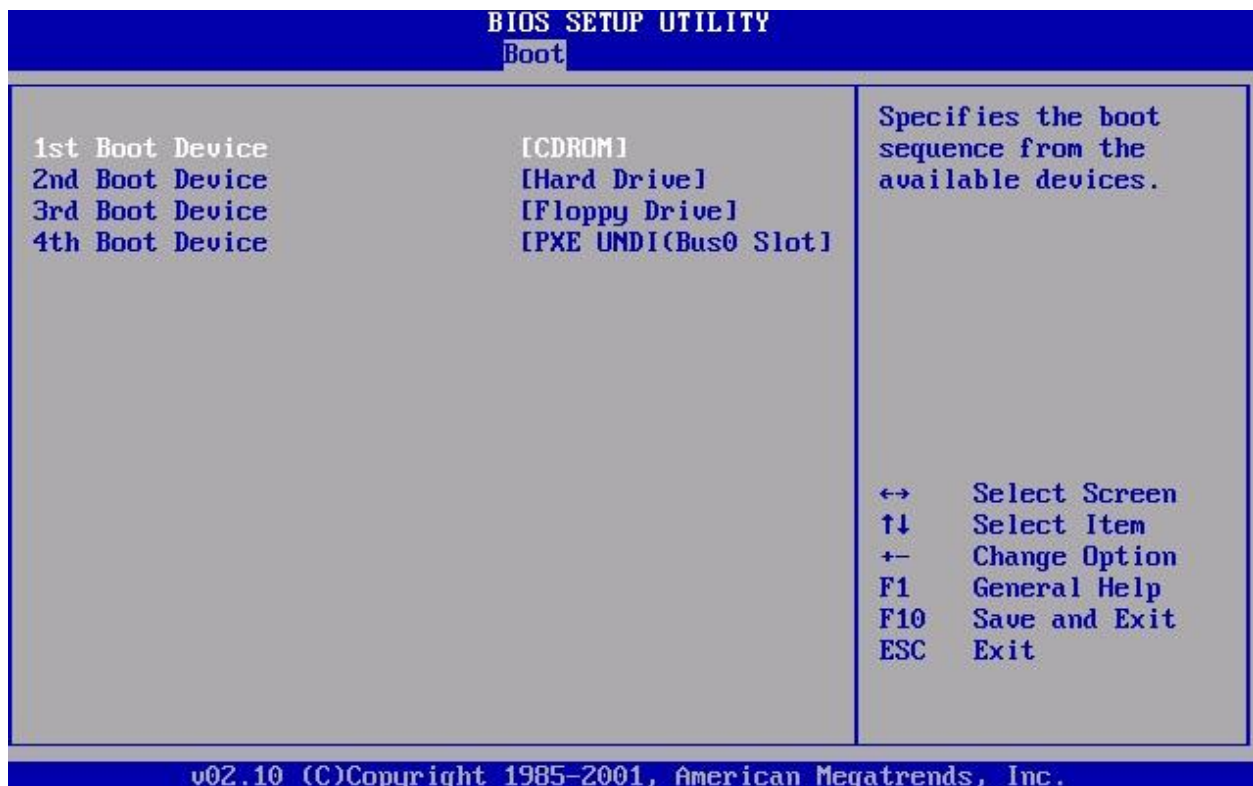 BIOS SETUP UTILITY
Boot
1st Boot Device [CDROM]
2nd Boot Device [Hard Drive]
3rd Boot Device [Floppy Drive]
4th Boot Device [PXE UNDI(Bus0 Slot]
Specifies the boot
sequence from the
available devices.
←→ Select Screen
↑↓ Select Item
+- Change Option
F1 General Help
F10 Save and Exit
ESC Exit
v02.10 (C)Copyright 1985-2001, American Megatrends, Inc.